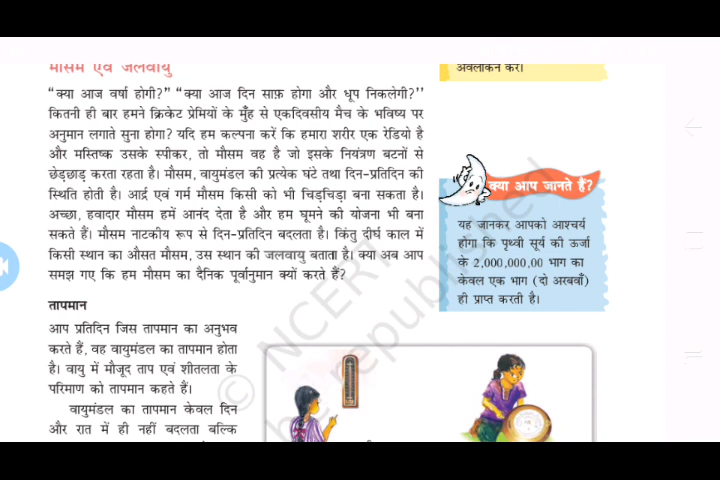 मौसम एवं जलवायु
“क्या आज वर्षा होगी?” “क्या आज दिन साफ़ होगा और धूप निकलेगी?’’
कितनी ही बार हमने क्रिकेट प्रेमियों के मुँह से एकदिवसीय मैच के भविष्य पर
अनुमान लगाते सुना होगा? यदि हम कल्पना करें कि हमारा शरीर एक रेडियो है
और मस्तिष्क उसके स्पीकर, तो मौसम वह है जो इसके नियंत्रण बटनों से
छेड़छाड़ करता रहता है। मौसम, वायुमंडल की प्रत्येक घंटे तथा दिन-प्रतिदिन की
स्थिति होती है। आर्द्र एवं गर्म मौसम किसी को भी चिड़चिड़ा बना सकता है।
अच्छा, हवादार मौसम हमें आनंद देता है और हम घूमने की योजना भी बना
सकते हैं। मौसम नाटकीय रूप से दिन-प्रतिदिन बदलता है। किंतु दीर्घ काल में
किसी स्थान का औसत मौसम, उस स्थान की जलवायु बताता है। क्या अब आप
समझ गए कि हम मौसम का दैनिक पूर्वानुमान क्यों करते हैं?
तापमान
आप प्रतिदिन जिस तापमान का अनुभव
करते हैं, वह वायुमंडल का तापमान होता
है। वायु में मौजूद ताप एवं शीतलता के
परिमाण को तापमान कहते हैं।
वायुमंडल का तापमान केवल दिन
और रात में ही नहीं बदलता बल्कि
अवलोकन करें।
क्या आप जानते हैं?
यह जानकर आपको आश्चर्य
होगा कि पृथ्वी सूर्य की ऊर्जा
के 2,000,000,00 भाग का
केवल एक भाग (दो अरबवाँ)
ही प्राप्त करती है।
© NCERT
be republished